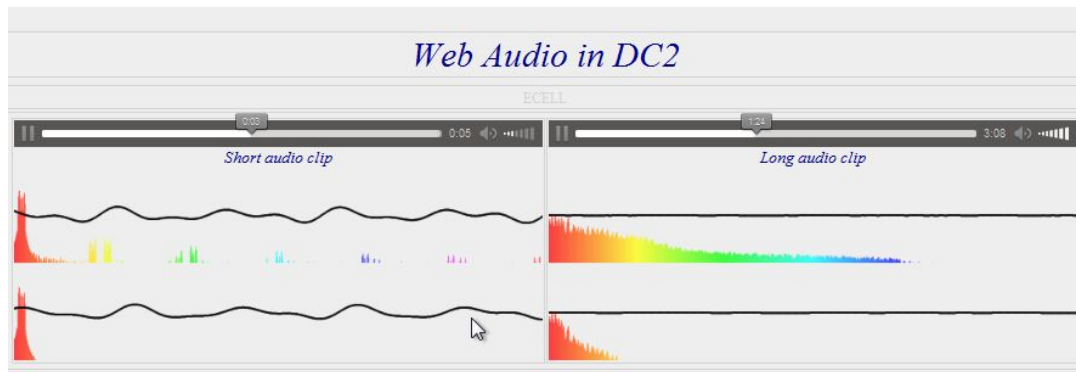 Web Audio in DC2
ECELL
0:03
0:05
1:24
3:08
Short audio clip
Long audio clip